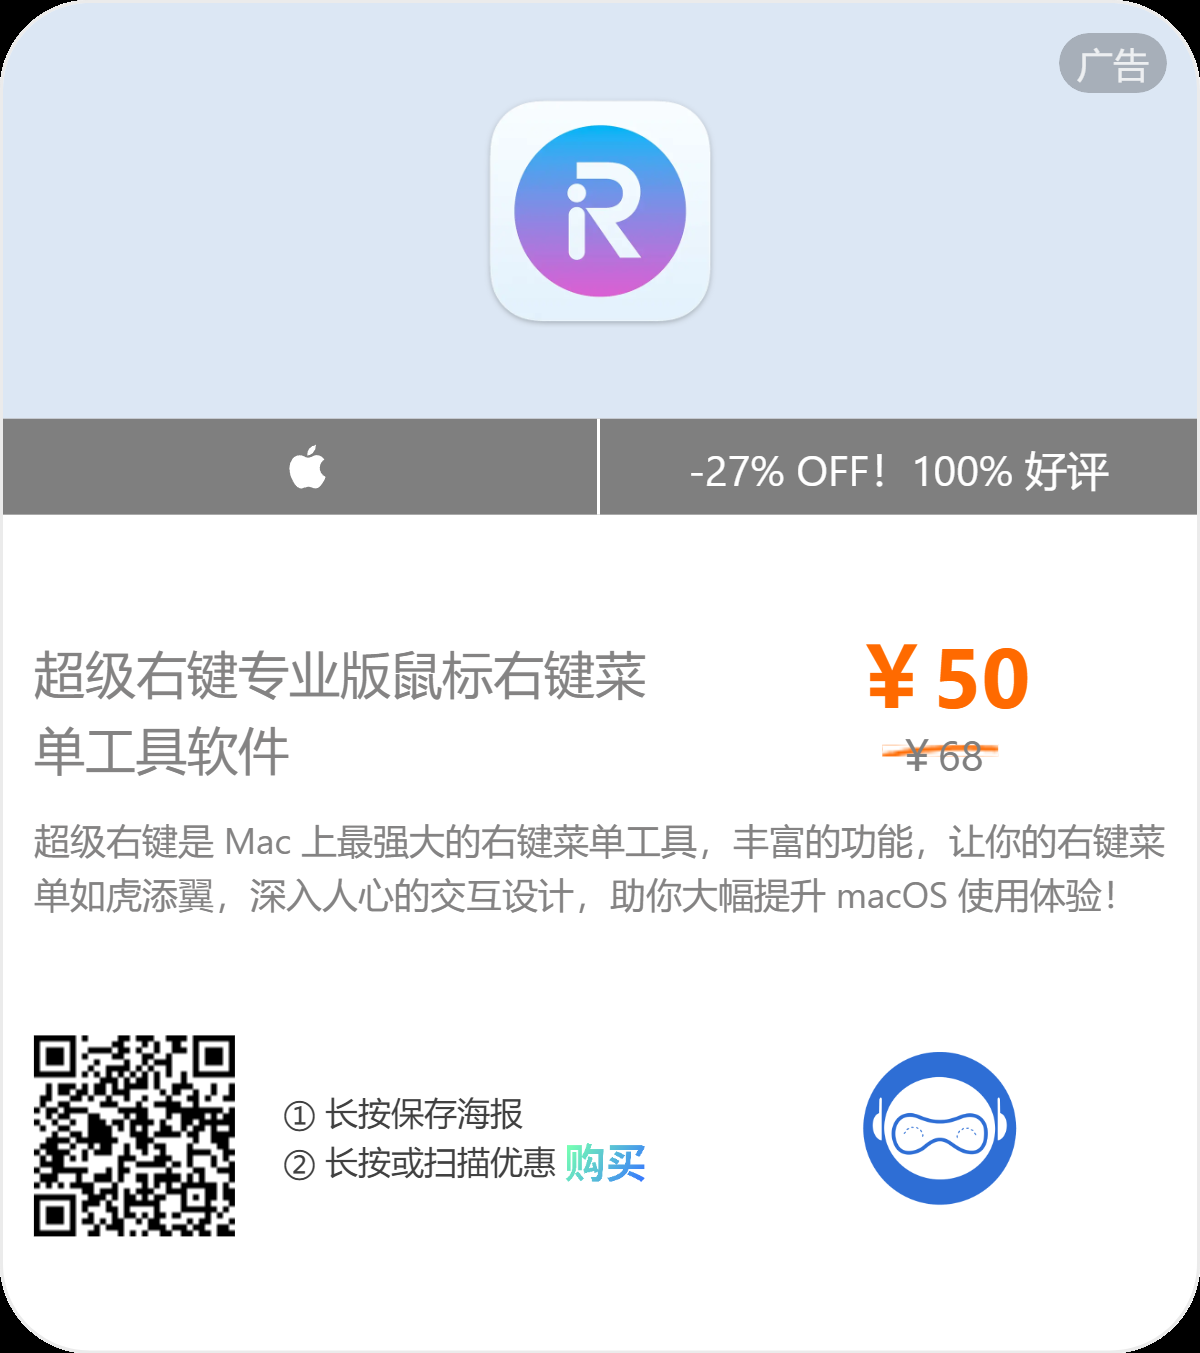 广告
iR
-27% OFF！100% 好评
超级右键专业版鼠标右键菜
单工具软件
¥ 50
¥ 68
超级右键是 Mac 上最强大的右键菜单工具，丰富的功能，让你的右键菜
单如虎添翼，深入人心的交互设计，助你大幅提升 macOS 使用体验！
① 长按保存海报
② 长按或扫描优惠 购买